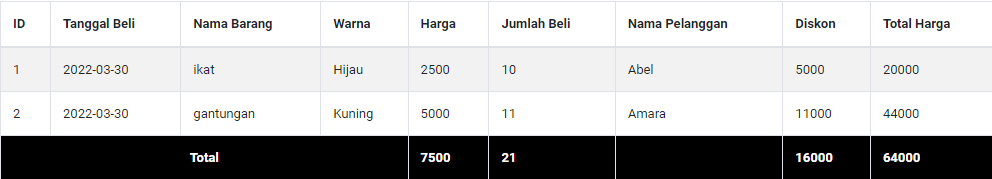 ID Tanggal Beli Nama Barang Warna Harga Jumlah Beli Nama Pelanggan Diskon Total Harga
1 2022-03-30 ikat Hijau 2500 10 Abel 5000 20000
2 2022-03-30 gantungan Kuning 5000 11 Amara 11000 44000
Total 7500 21 16000 64000